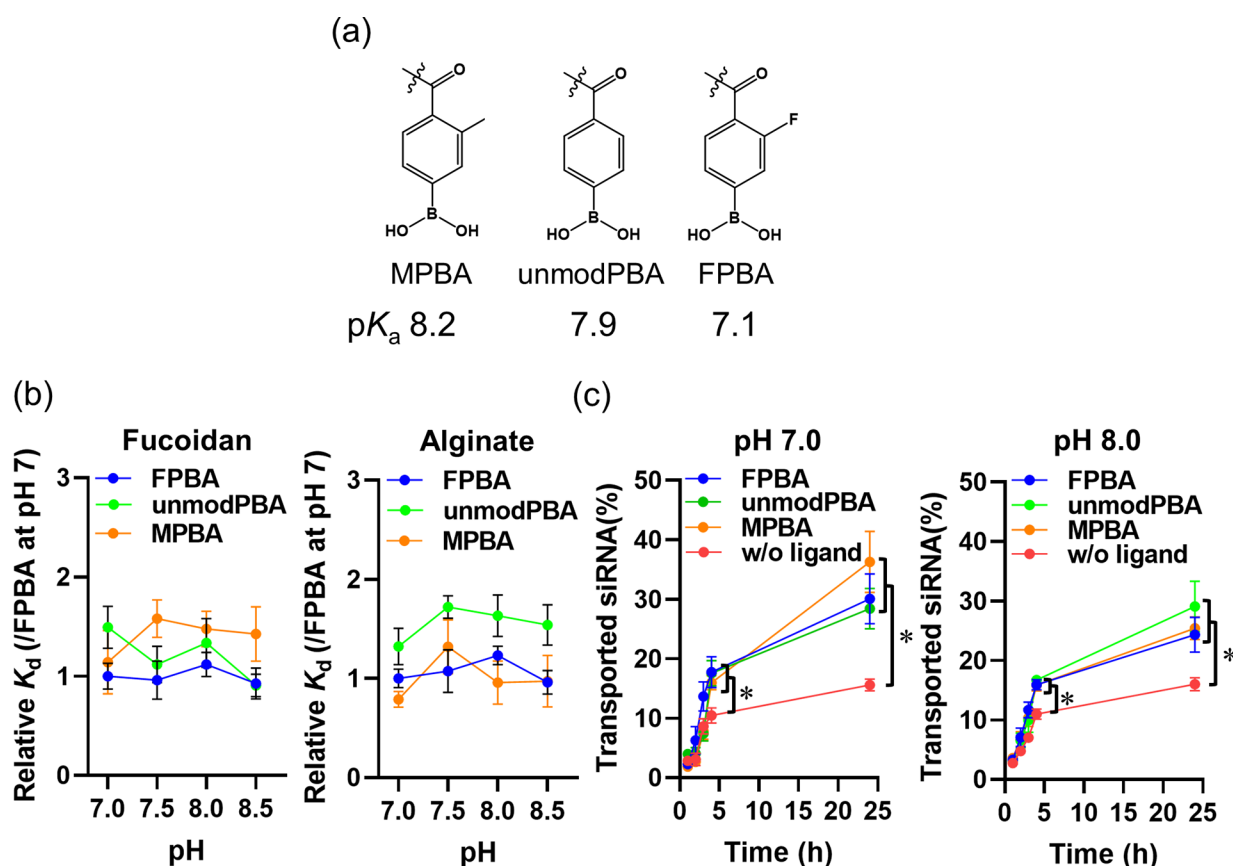 (a)
O
O
O
F
B
HO
OH
B
HO
OH
B
HO
OH
MPBA
unmodPBA
FPBA
pKa 8.2
7.9
7.1
(b)
Fucoidan
FPBA
unmodPBA
MPBA
Relative Kd (/FPBA at pH 7)
3
2
1
0
7.0 7.5 8.0 8.5
pH
Alginate
FPBA
unmodPBA
MPBA
Relative Kd (/FPBA at pH 7)
3
2
1
0
7.0 7.5 8.0 8.5
pH
(c)
pH 7.0
FPBA
unmodPBA
MPBA
w/o ligand
Transported siRNA(%)
50
40
30
20
10
0
*
*
0 5 10 15 20 25
Time (h)
pH 8.0
FPBA
unmodPBA
MPBA
w/o ligand
Transported siRNA(%)
50
40
30
20
10
0
*
*
0 5 10 15 20 25
Time (h)